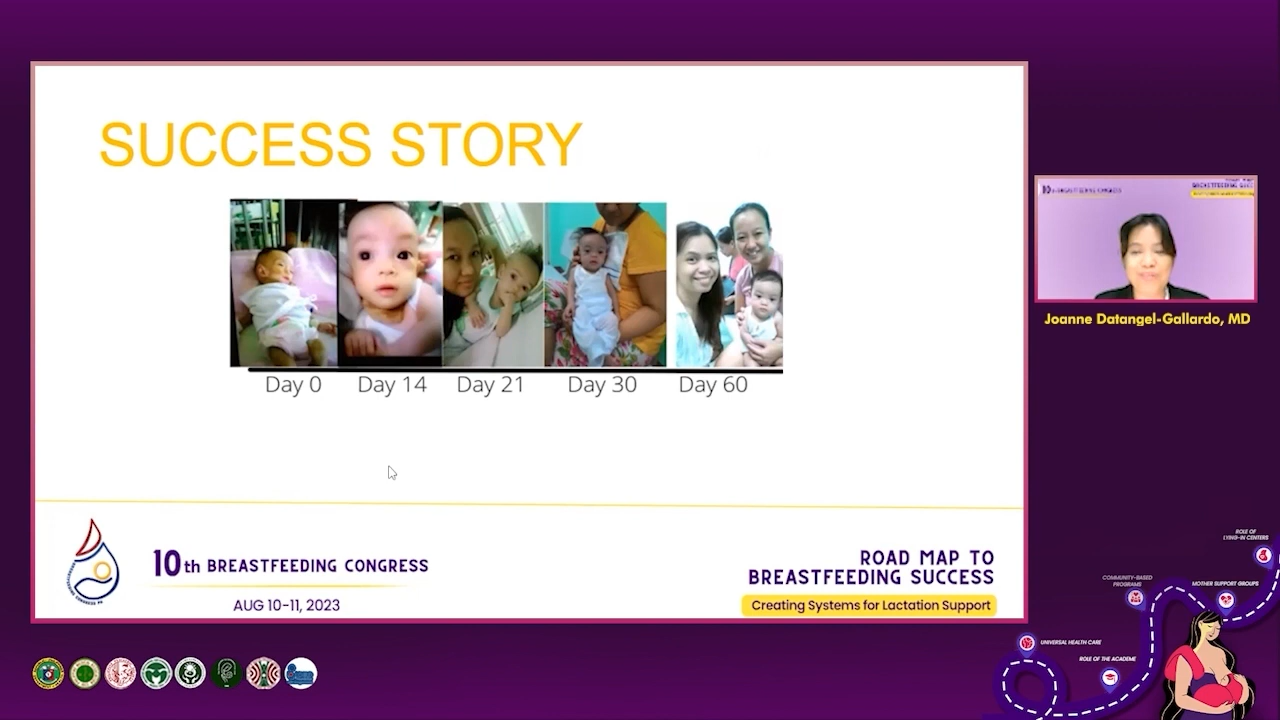 SUCCESS STORY
Day 0
Day 14
Day 21
Day 30
Day 60
10th BREASTFEEDING CONGRESS
AUG 10-11, 2023
ROAD MAP TO
BREASTFEEDING SUCCESS
Creating Systems for Lactation Support
Joanne Datangel-Gallardo, MD
ROLE OF
LYING-IN CENTERS
COMMUNITY-BASED
PROGRAMS
MOTHER SUPPORT GROUPS
UNIVERSAL HEALTH CARE
ROLE OF THE ACADEME